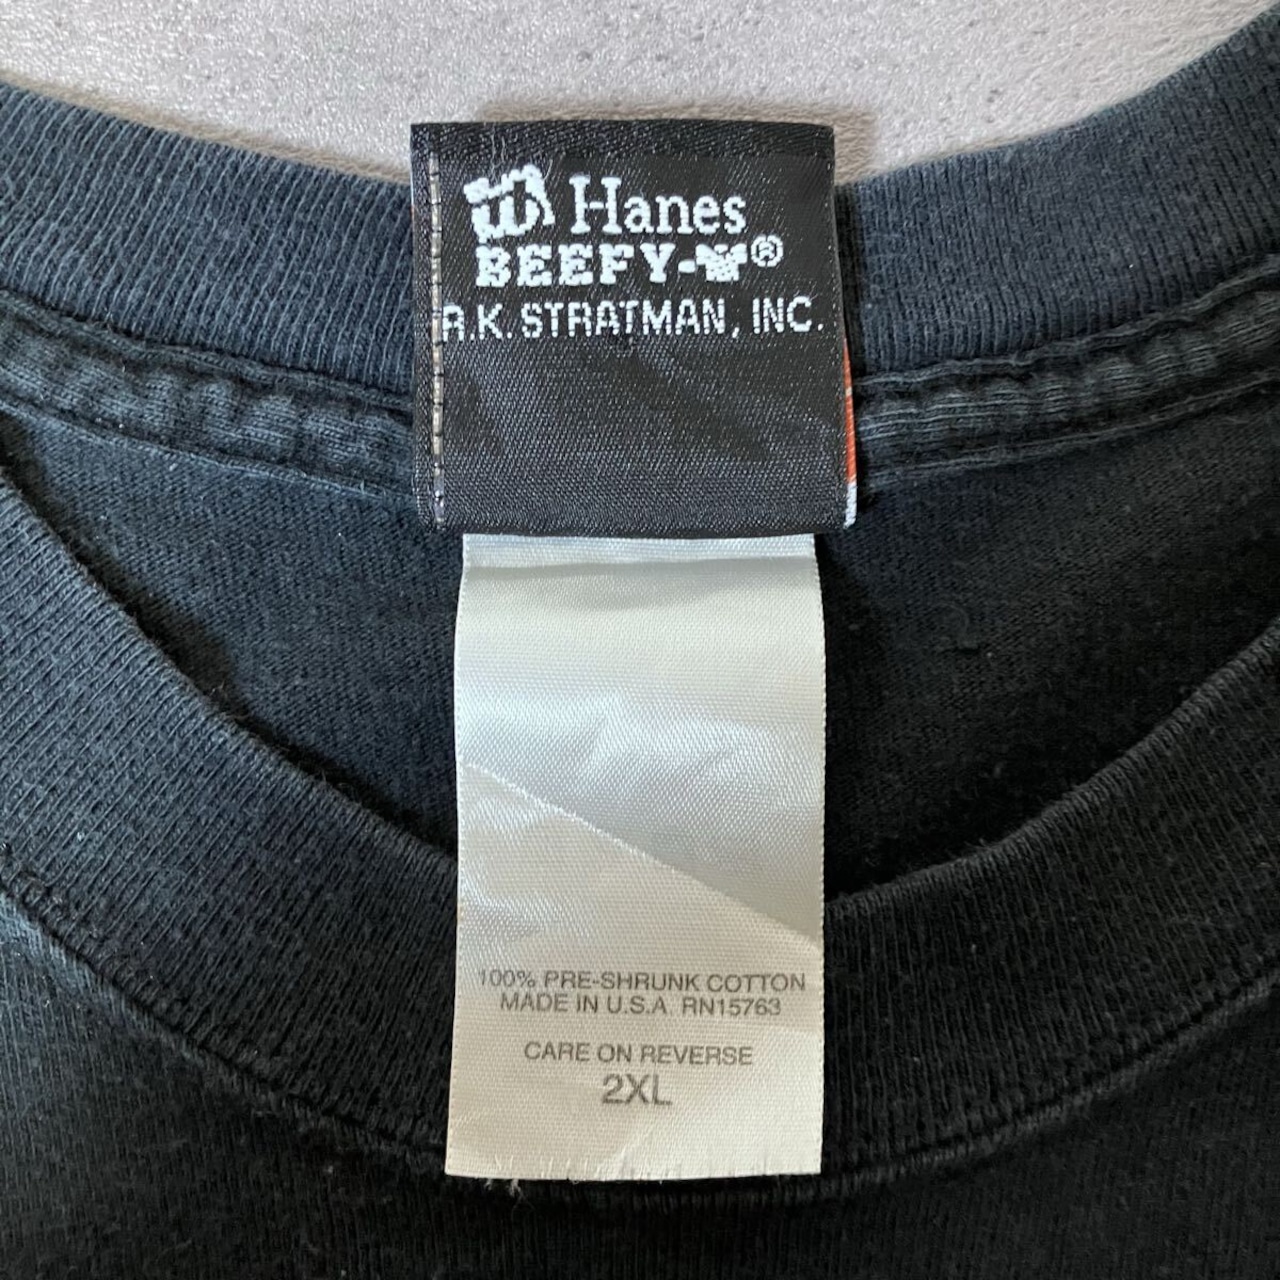 Hanes
BEEFY-T®
R.K. STRATMAN, INC.
100% PRE-SHRUNK COTTON
MADE IN U.S.A. RN15763
CARE ON REVERSE
2XL